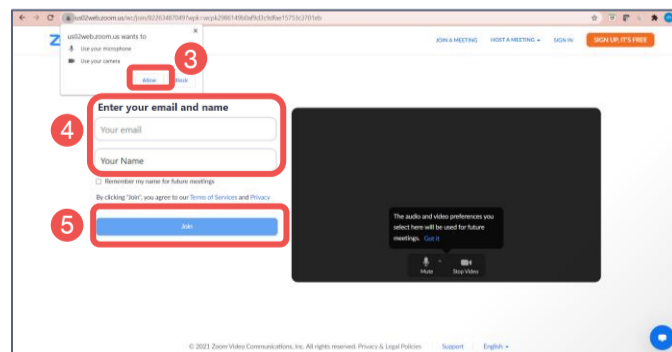 us02web.zoom.us wants to
Use your microphone
Use your camera
Allow
Block
3
JOIN A MEETING
HOST A MEETING
SIGN IN
SIGN UP, IT'S FREE
4
Enter your email and name
Your email
Your Name
Remember my name for future meetings
By clicking "Join", you agree to our Terms of Services and Privacy
5
Join
The audio and video preferences you
select here will be used for future
meetings. Got it
Mute
Stop Video
© 2021 Zoom Video Communications, Inc. All rights reserved. Privacy & Legal Policies
Support
English